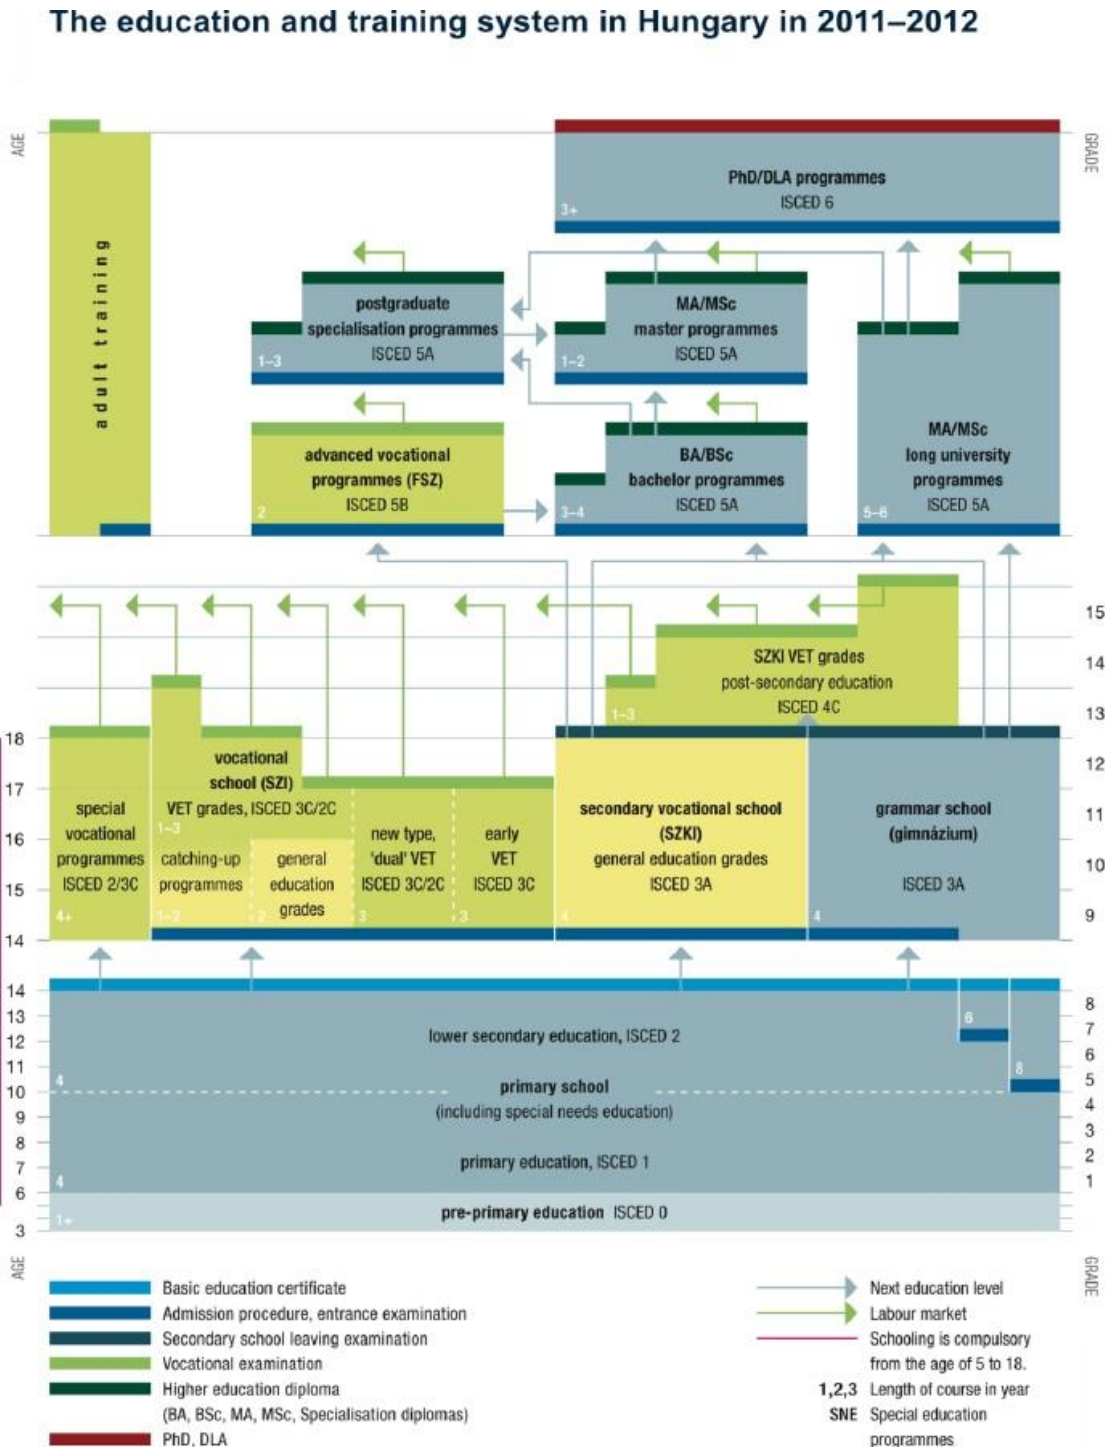 The education and training system in Hungary in 2011–2012
AGE
GRADE
PhD/DLA programmes
ISCED 6
3+
adult training
postgraduate
specialisation programmes
ISCED 5A
1–3
MA/MSc
master programmes
ISCED 5A
1–2
advanced vocational
programmes (FSZ)
ISCED 5B
2
BA/BSc
bachelor programmes
ISCED 5A
3–4
MA/MSc
long university
programmes
ISCED 5A
5–6
15
14
13
SZKI VET grades
post-secondary education
ISCED 4C
1–3
18
17
16
15
14
12
11
10
9
special
vocational
programmes
ISCED 2/3C
4+
vocational
school (SZI)
VET grades, ISCED 3C/2C
1–3
catching-up
programmes
1–2
general
education
grades
2
new type,
'dual' VET
ISCED 3C/2C
3
early
VET
ISCED 3C
3
secondary vocational school
(SZKI)
general education grades
ISCED 3A
4
grammar school
(gimnázium)
ISCED 3A
4
14
13
12
11
10
9
8
7
6
3
8
7
6
5
4
3
2
1
lower secondary education, ISCED 2
6
8
4
primary school
(including special needs education)
primary education, ISCED 1
4
pre-primary education ISCED 0
1+
AGE
GRADE
Basic education certificate
Admission procedure, entrance examination
Secondary school leaving examination
Vocational examination
Higher education diploma
(BA, BSc, MA, MSc, Specialisation diplomas)
PhD, DLA
Next education level
Labour market
Schooling is compulsory
from the age of 5 to 18.
1,2,3 Length of course in year
SNE Special education
programmes